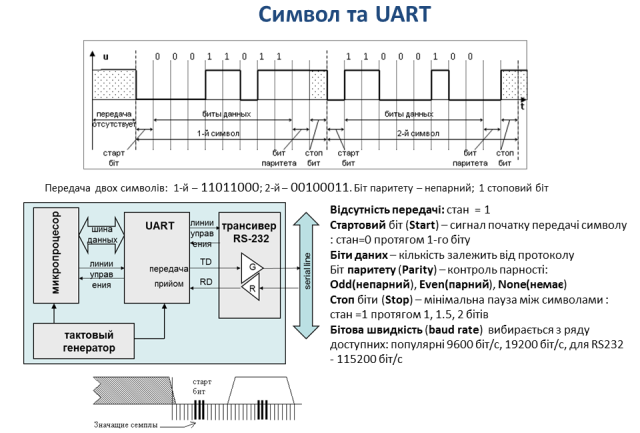 Символ та UART
u 0 0 0 1 1 0 1 1 1 1 0 0 0 1 0 0
t
передача отсутствует биты данных биты данных
1-й символ 2-й символ
старт біт бит паритета стоп бит старт бит бит паритета стоп бит
Передача двох символів: 1-й – 11011000; 2-й – 00100011. Біт паритету – непарний; 1 стоповий біт
микропроцесор
шина данных
линии управ ения
UART
передача
прийом
линии управ ения
TD
RD
трансивер RS-232
G
R
serial line
тактовый генератор
Відсутність передачі: стан = 1
Стартовий біт (Start) – сигнал початку передачі символу
: стан=0 протягом 1-го біту
Біти даних – кількість залежить від протоколу
Біт паритету (Parity) – контроль парності:
Odd(непарний), Even(парний), None(немає)
Стоп біти (Stop) – мінімальна пауза між символами :
стан =1 протягом 1, 1.5, 2 бітів
Бітова швидкість (baud rate) вибирається з ряду
доступних: популярні 9600 біт/с, 19200 біт/с, для RS232
- 115200 біт/с
старт
бит
Значащие семплы